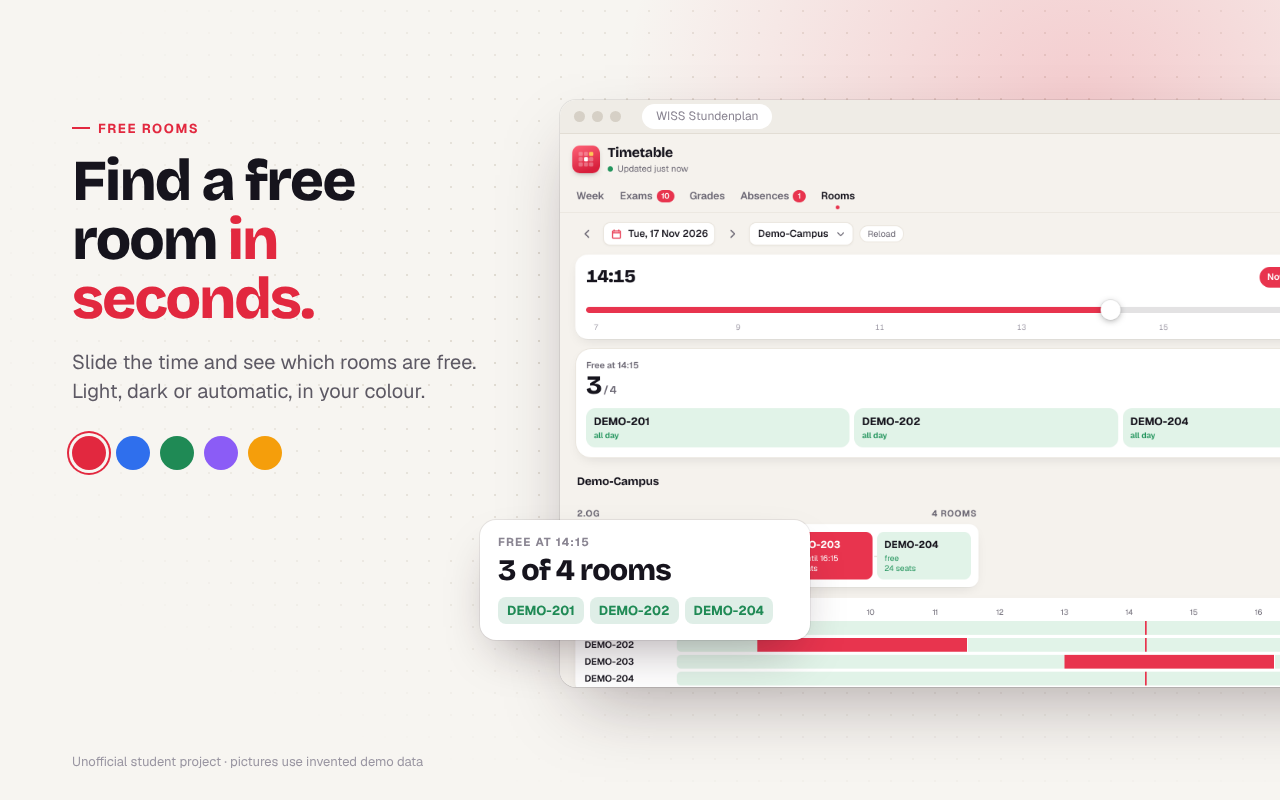 FREE ROOMS
Find a free
room in
seconds.
Slide the time and see which rooms are free.
Light, dark or automatic, in your colour.
WISS Stundenplan
Timetable
Updated just now
Week Exams 10 Grades Absences 1 Rooms
Tue, 17 Nov 2026 Demo-Campus Reload
14:15
7 9 11 13 15
Free at 14:15
3 / 4
DEMO-201 DEMO-202 DEMO-204
all day all day all day
Demo-Campus
2.OG 4 ROOMS
DEMO-204
free
24 seats
16:15
FREE AT 14:15
3 of 4 rooms
DEMO-201 DEMO-202 DEMO-204
10 11 12 13 14 15 16
DEMO-202
DEMO-203
DEMO-204
Unofficial student project · pictures use invented demo data